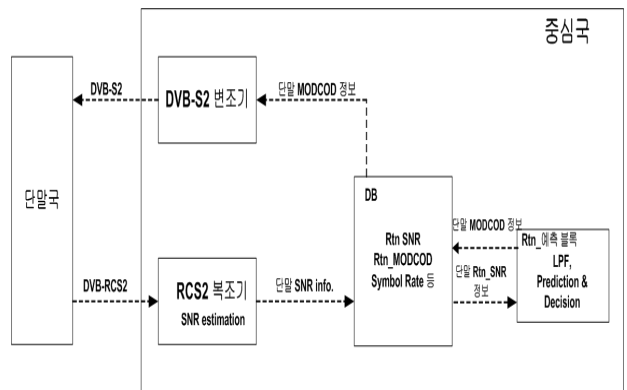 중심국
단말국
DVB-S2
DVB-S2 변조기
단말 MODCOD 정보
DB
Rtn SNR
Rtn_MODCOD
Symbol Rate 등
단말 MODCOD 정보
Rtn_예측 블록
LPF,
Prediction &
Decision
단말 Rtn_SNR
정보
DVB-RCS2
RCS2 복조기
SNR estimation
단말 SNR info.